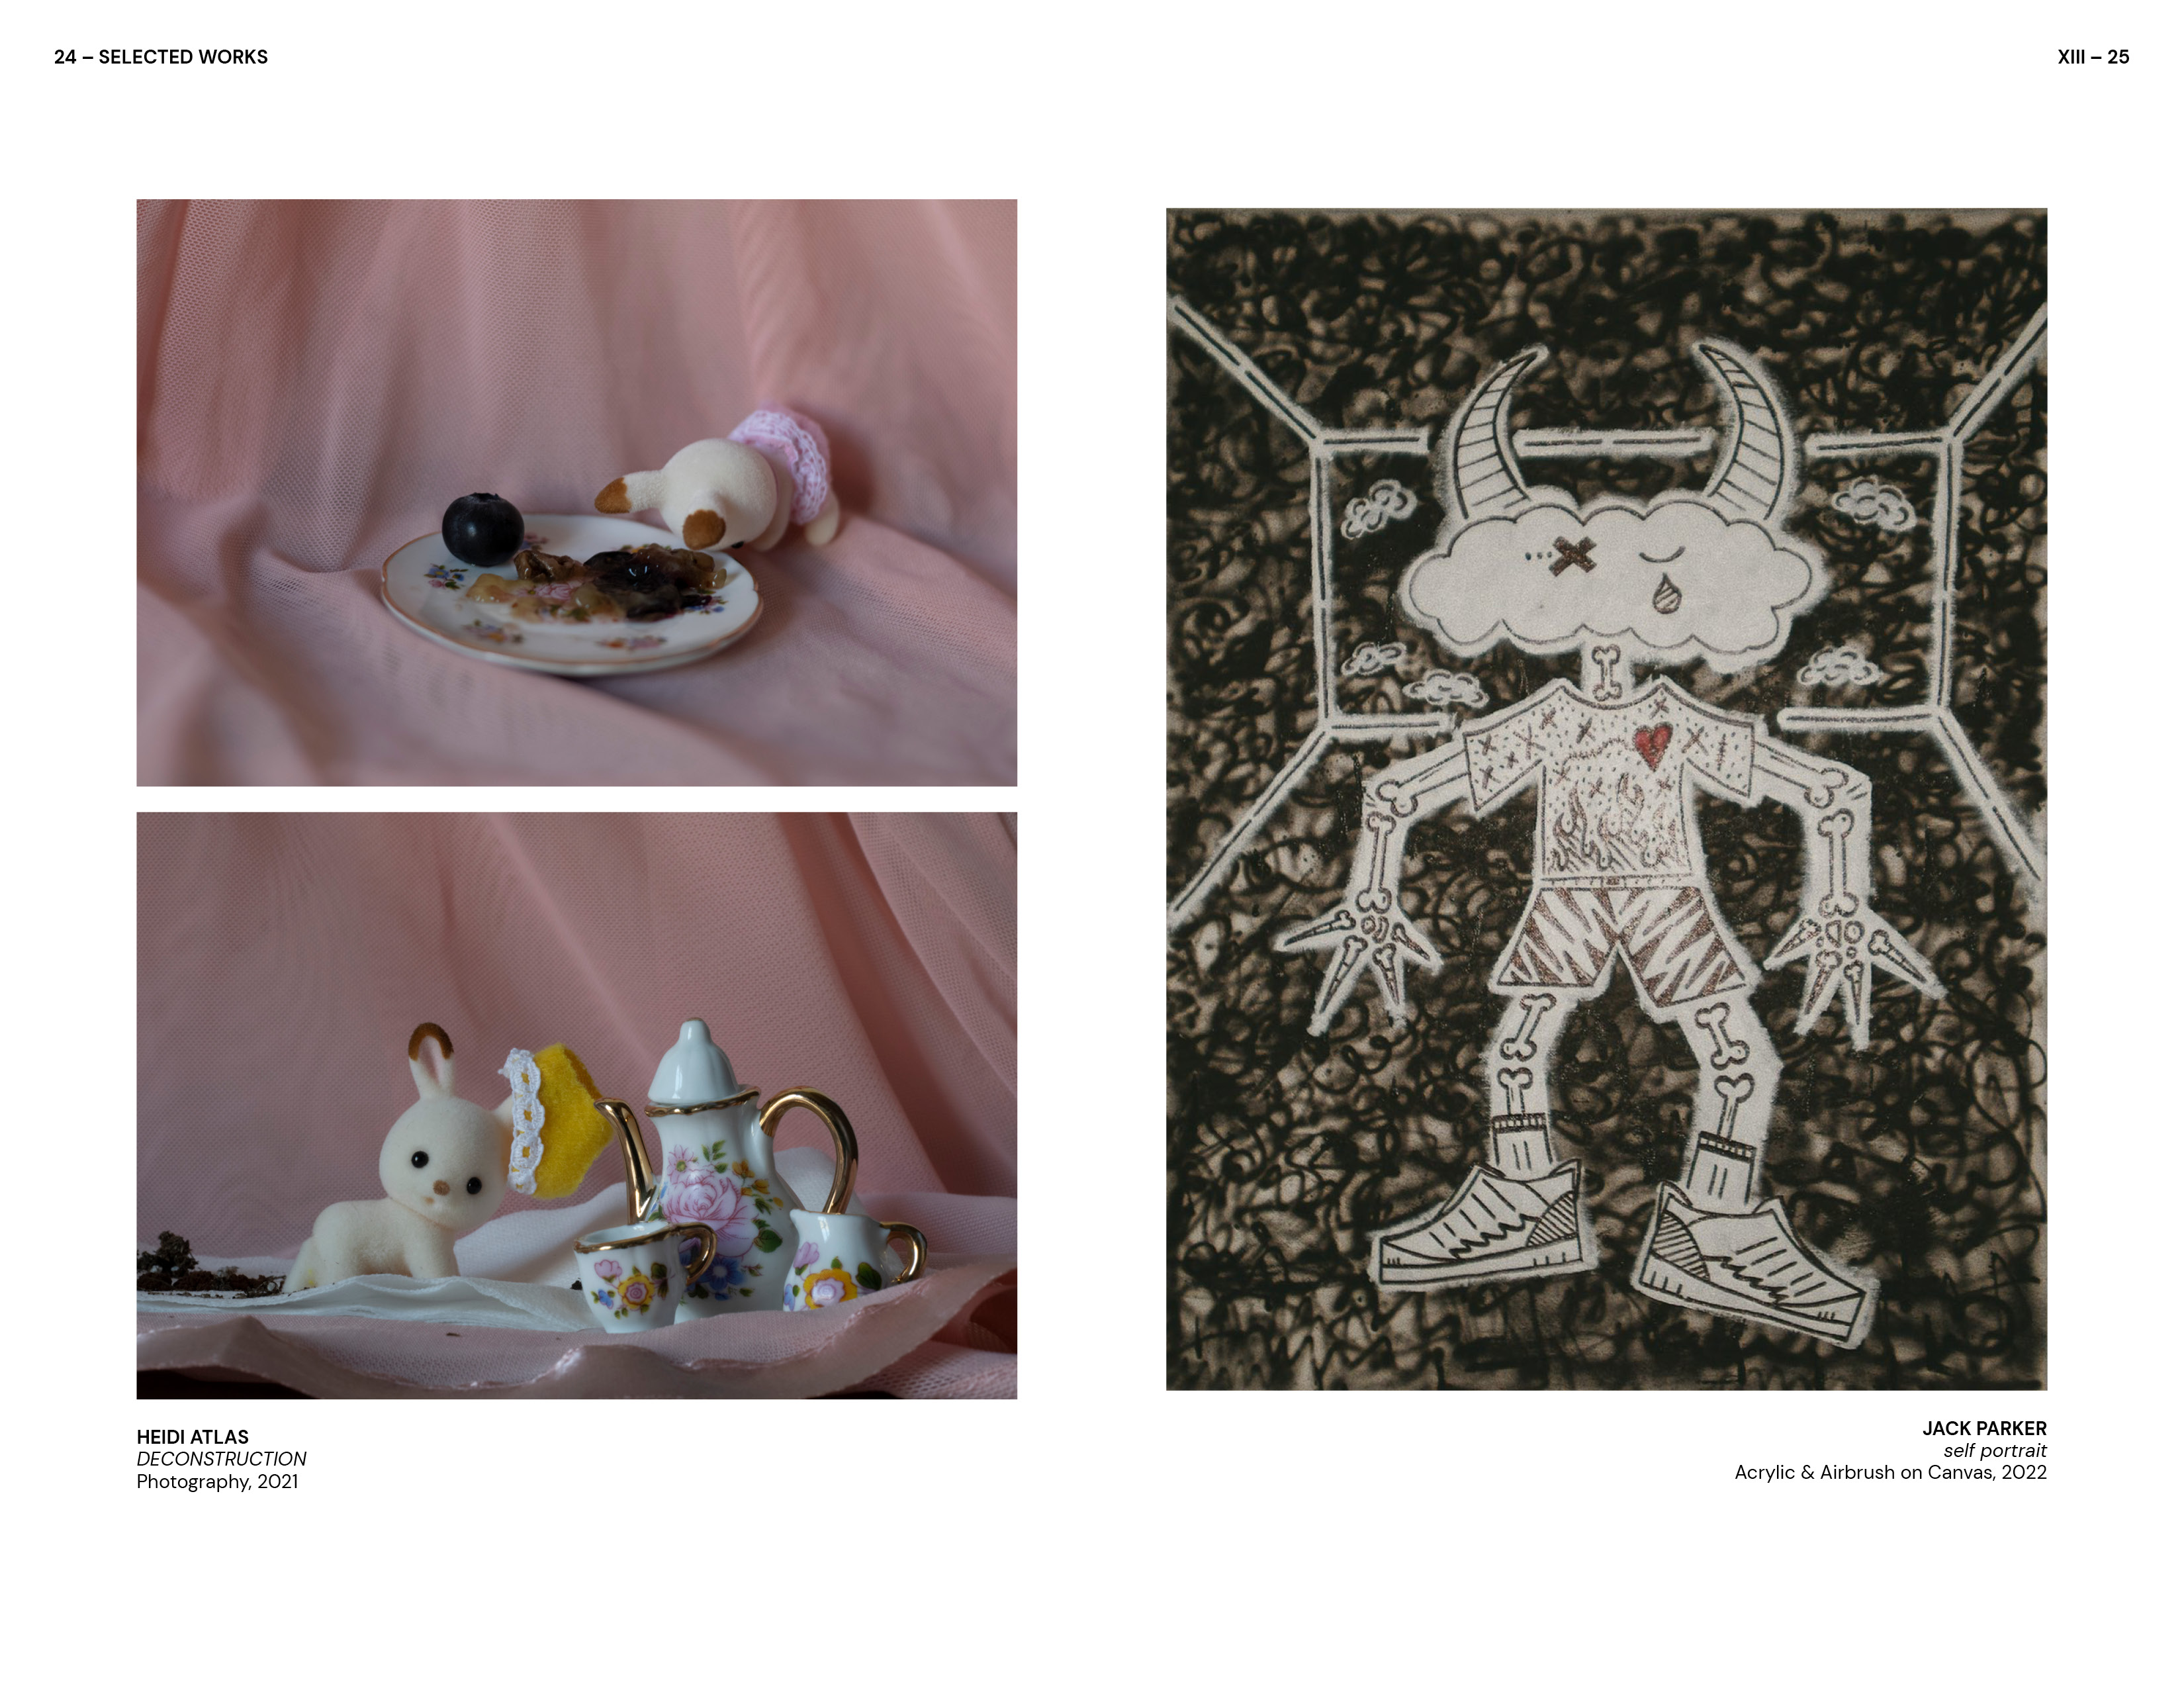 24 – SELECTED WORKS
XIII – 25
HEIDI ATLAS
DECONSTRUCTION
Photography, 2021
JACK PARKER
self portrait
Acrylic & Airbrush on Canvas, 2022